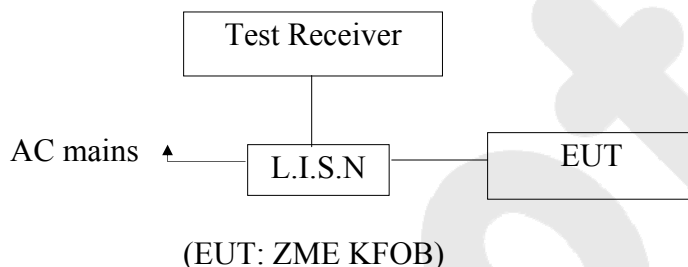 Test Receiver
AC mains
L.I.S.N
EUT
(EUT: ZME KFOB)